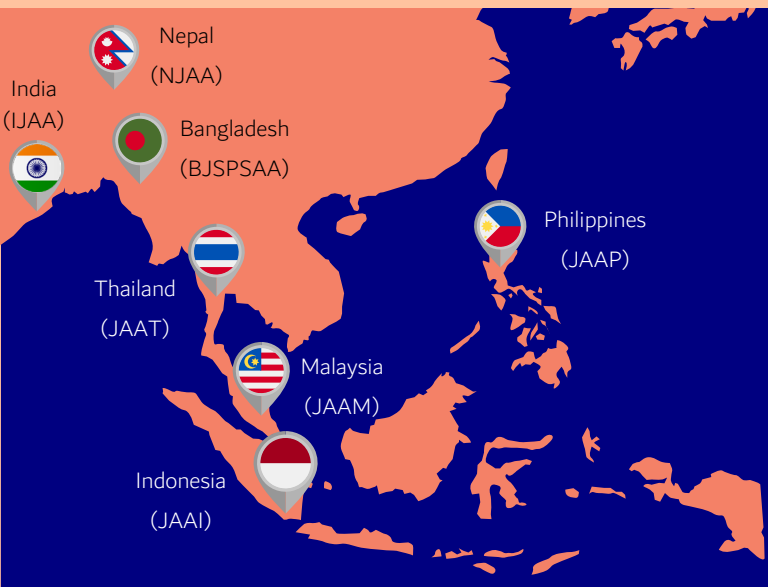 Nepal
(NJAA)
India
(IJAA)
Bangladesh
(BJSPSAA)
Philippines
(JAAP)
Thailand
(JAAT)
Malaysia
(JAAM)
Indonesia
(JAAI)